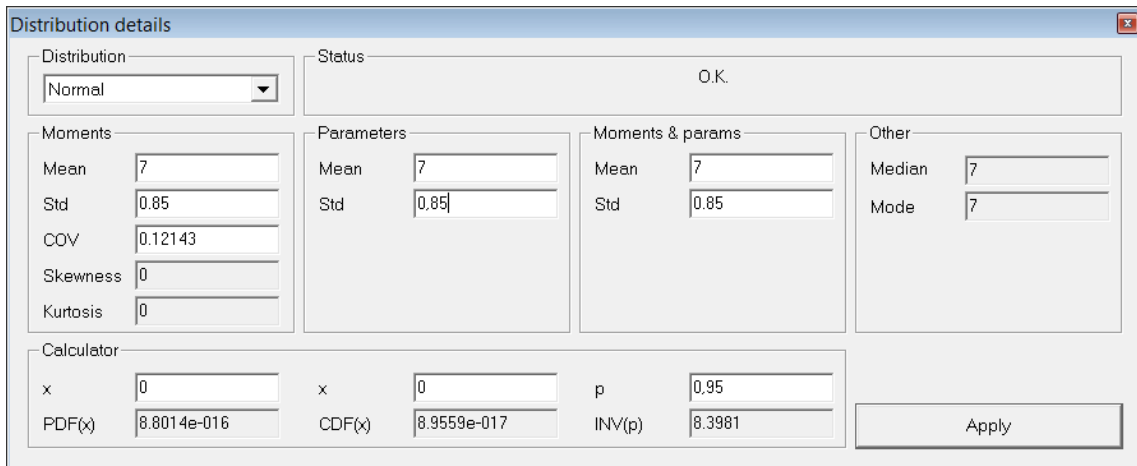 Distribution details
Distribution
Normal
Status
O.K.
Moments
Mean 7
Std 0.85
COV 0.12143
Skewness 0
Kurtosis 0
Parameters
Mean 7
Std 0,85
Moments & params
Mean 7
Std 0.85
Other
Median 7
Mode 7
Calculator
x 0 x 0 p 0,95
PDF(x) 8.8014e-016 CDF(x) 8.9559e-017 INV(p) 8.3981
Apply